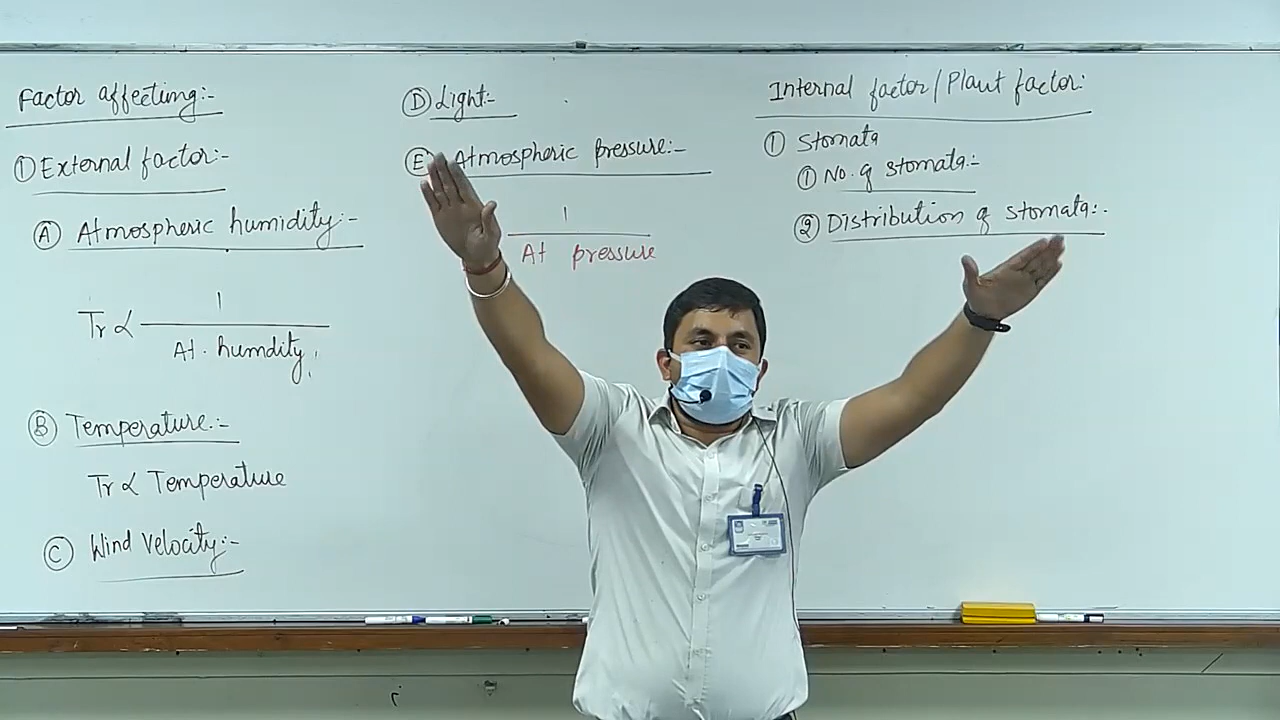 Factor affecting:-
① External factor:-
Ⓐ Atmospheric humidity:-
Tr ∝ 1
At. humdity
Ⓑ Temperature:-
Tr ∝ Temperature
Ⓒ Wind Velocity:-
Ⓓ Light:-
Ⓔ Atmospheric pressure:-
1
At pressure
Internal factor/Plant factor:
① Stomata
① No. of stomata:-
② Distribution of stomata:-